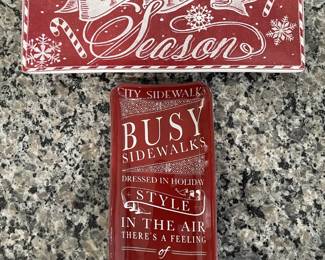 Season
CITY SIDEWALKS
BUSY
SIDEWALKS
DRESSED IN HOLIDAY
STYLE
IN THE AIR
THERE'S A FEELING
of